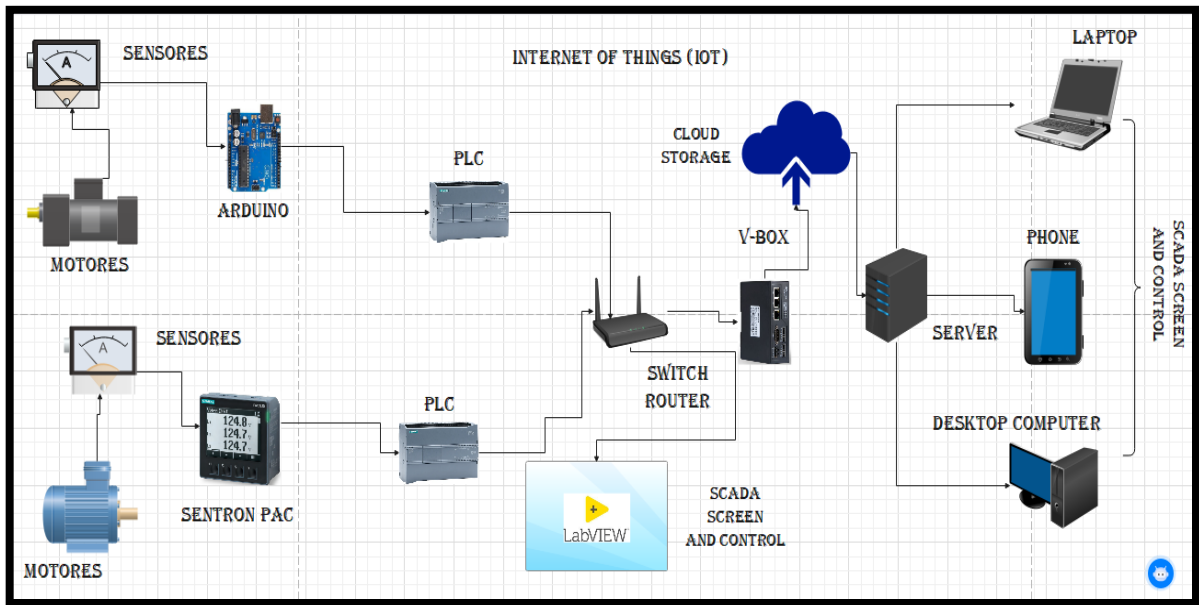 SENSORES
INTERNET OF THINGS (IOT)
LAPTOP
A
CLOUD
STORAGE
PLC
ARDUINO
V-BOX
PHONE
MOTORES
SCADA SCREEN
AND CONTROL
SENSORES
A
SERVER
SWITCH
ROUTER
PLC
124.8
124.7
124.7
DESKTOP COMPUTER
SENTRON PAC
LabVIEW
SCADA
SCREEN
AND CONTROL
MOTORES